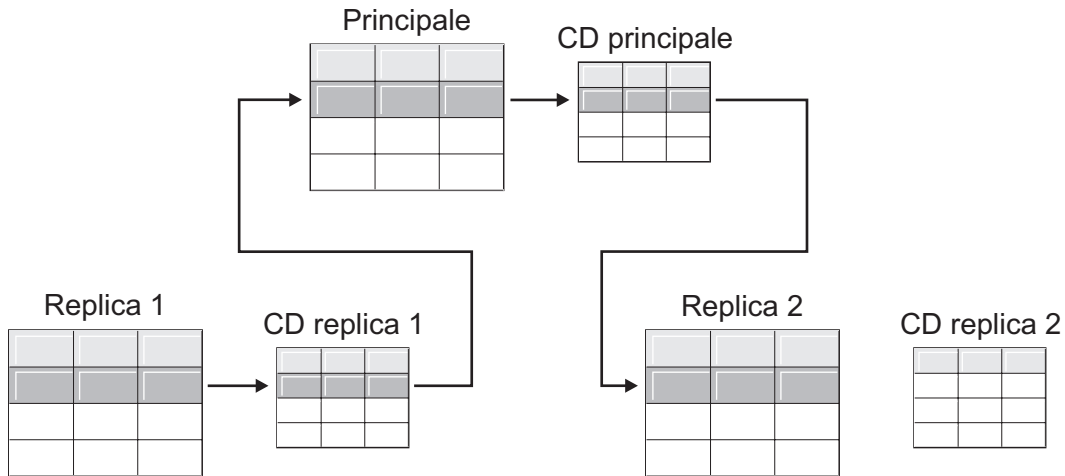 Principale
CD principale
Replica 1
CD replica 1
Replica 2
CD replica 2